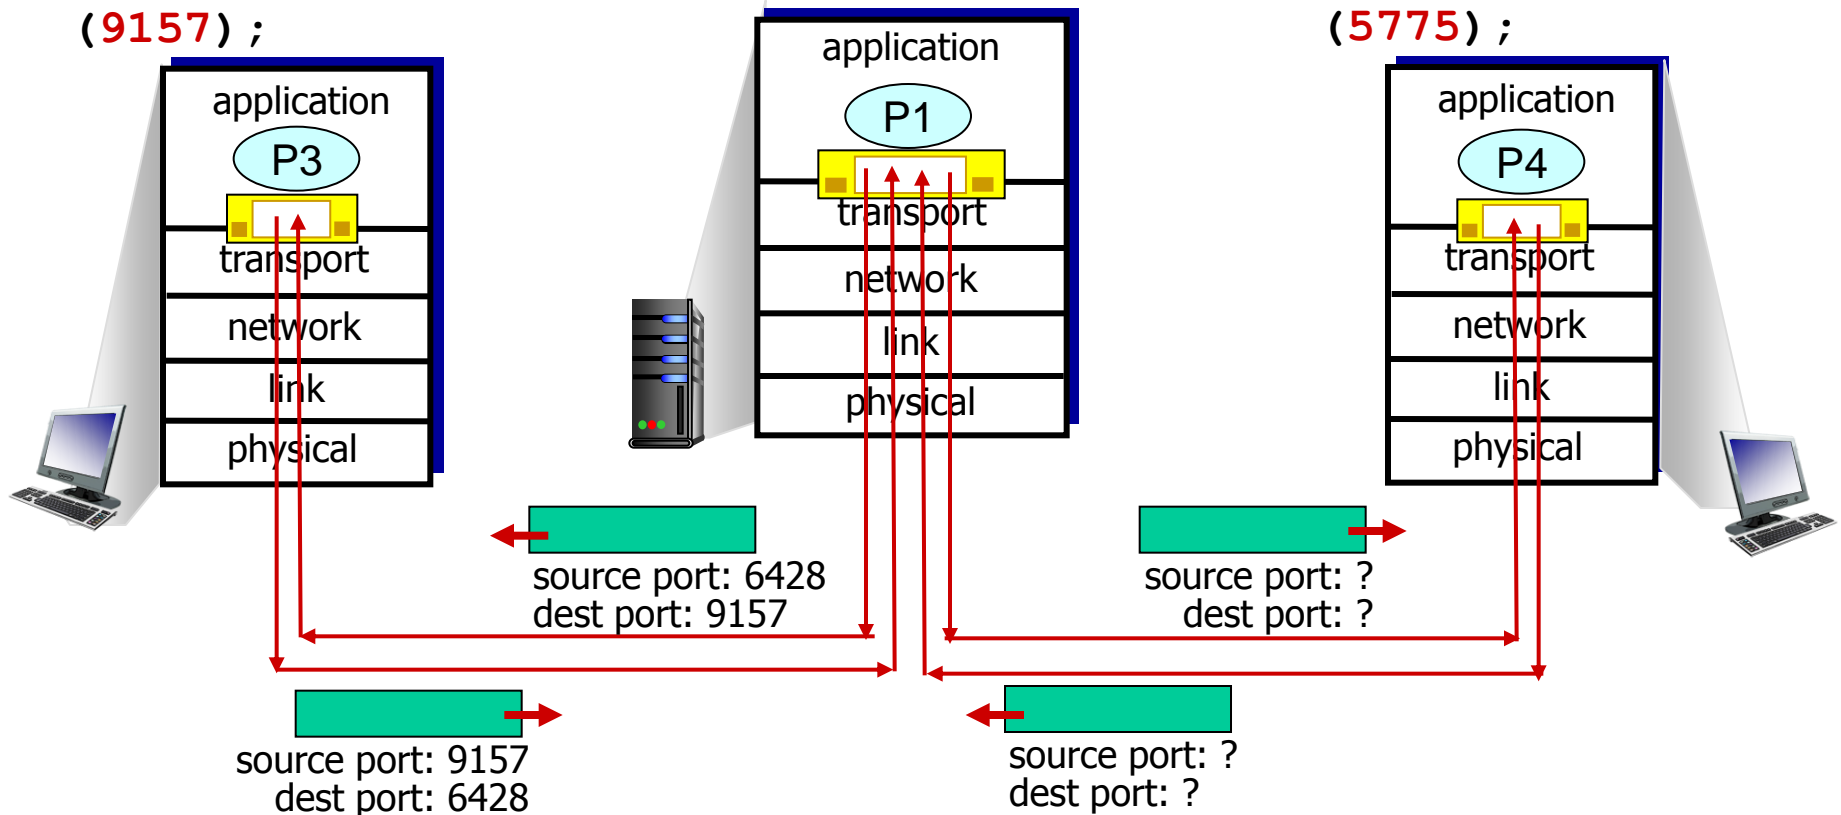 (9157);
application
P3
transport
network
link
physical
application
P1
transport
network
link
physical
(5775);
application
P4
transport
network
link
physical
source port: 6428
dest port: 9157
source port: ?
dest port: ?
source port: 9157
dest port: 6428
source port: ?
dest port: ?